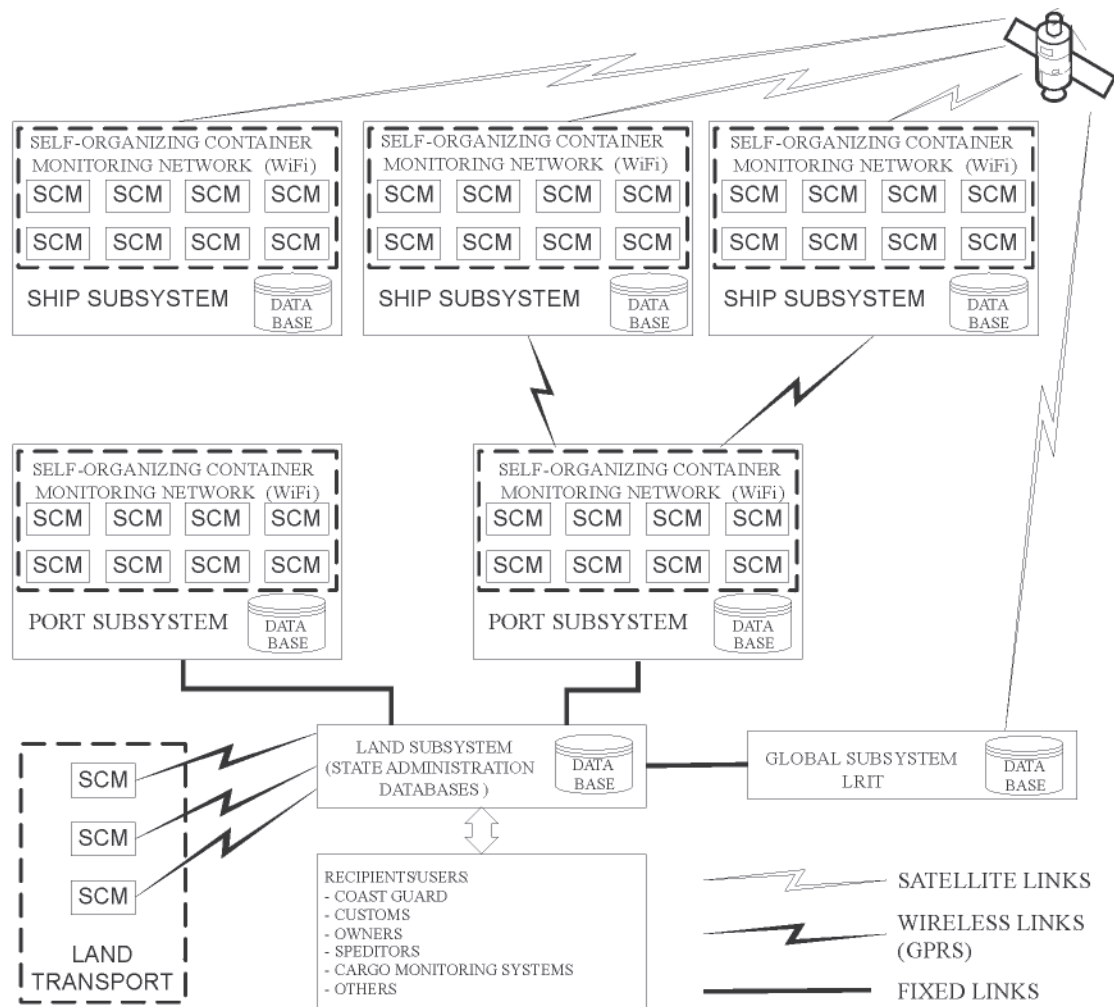 SELF-ORGANIZING CONTAINER
MONITORING NETWORK (WiFi)
SCM SCM SCM SCM
SCM SCM SCM SCM
SHIP SUBSYSTEM
DATA
BASE
SELF-ORGANIZING CONTAINER
MONITORING NETWORK (WiFi)
SCM SCM SCM SCM
SCM SCM SCM SCM
SHIP SUBSYSTEM
DATA
BASE
SELF-ORGANIZING CONTAINER
MONITORING NETWORK (WiFi)
SCM SCM SCM SCM
SCM SCM SCM SCM
SHIP SUBSYSTEM
DATA
BASE
SELF-ORGANIZING CONTAINER
MONITORING NETWORK (WiFi)
SCM SCM SCM SCM
SCM SCM SCM SCM
PORT SUBSYSTEM
DATA
BASE
SELF-ORGANIZING CONTAINER
MONITORING NETWORK (WiFi)
SCM SCM SCM SCM
SCM SCM SCM SCM
PORT SUBSYSTEM
DATA
BASE
SCM
SCM
SCM
LAND
TRANSPORT
LAND SUBSYSTEM
(STATE ADMINISTRATION
DATABASES )
DATA
BASE
GLOBAL SUBSYSTEM
LRIT
DATA
BASE
RECIPIENTS/USERS:
- COAST GUARD
- CUSTOMS
- OWNERS
- SPEDITORS
- CARGO MONITORING SYSTEMS
- OTHERS
SATELLITE LINKS
WIRELESS LINKS
(GPRS)
FIXED LINKS